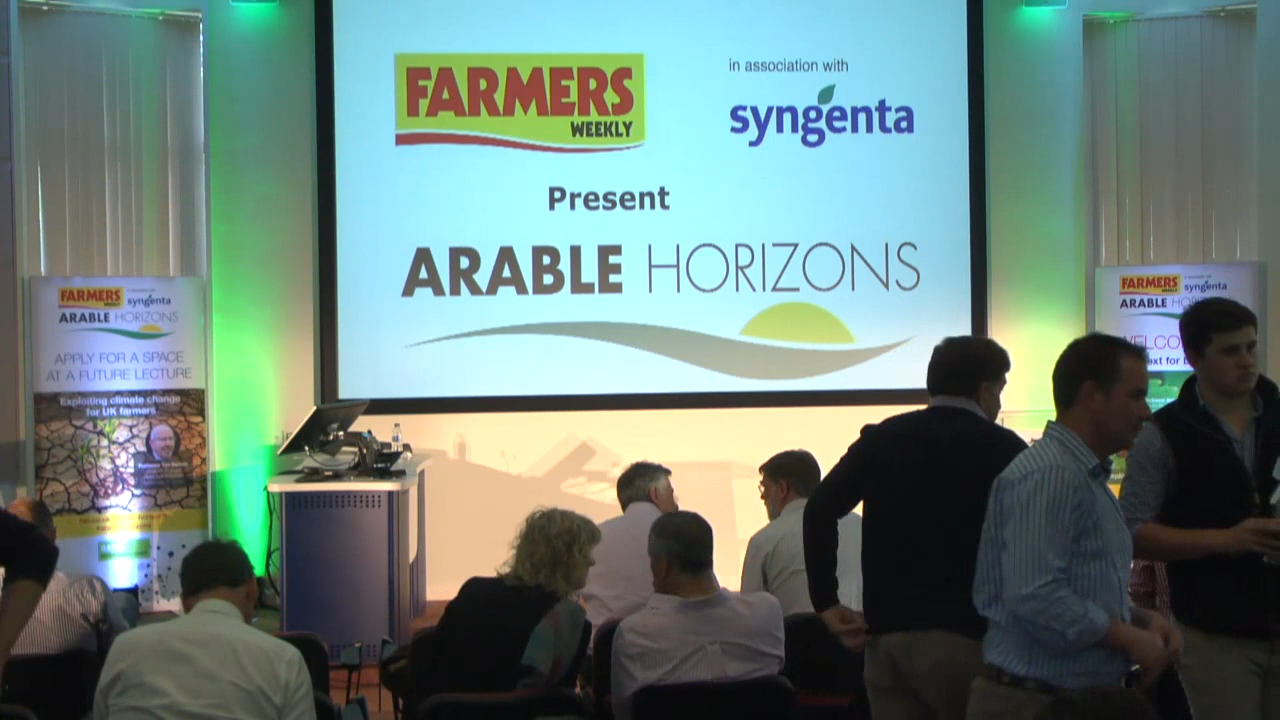 FARMERS
WEEKLY
in association with
syngenta
Present
ARABLE HORIZONS
FARMERS
WEEKLY
syngenta
ARABLE HORIZONS
APPLY FOR A SPACE
AT A FUTURE LECTURE
Exploiting climate change
for UK farmers
FARMERS
WEEKLY
syngenta
ARABLE